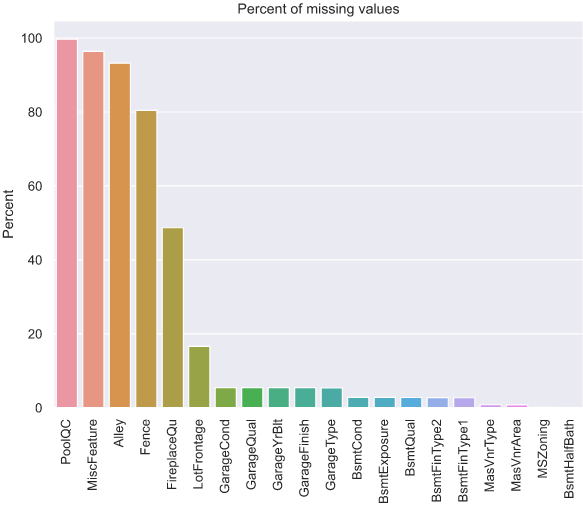 Percent of missing values
100
80
60
40
20
0
Percent
PoolQC
MiscFeature
Alley
Fence
FireplaceQu
LotFrontage
GarageCond
GarageQual
GarageYrBlt
GarageFinish
GarageType
BsmtCond
BsmtExposure
BsmtQual
BsmtFinType2
BsmtFinType1
MasVnrType
MasVnrArea
MSZoning
BsmtHalfBath